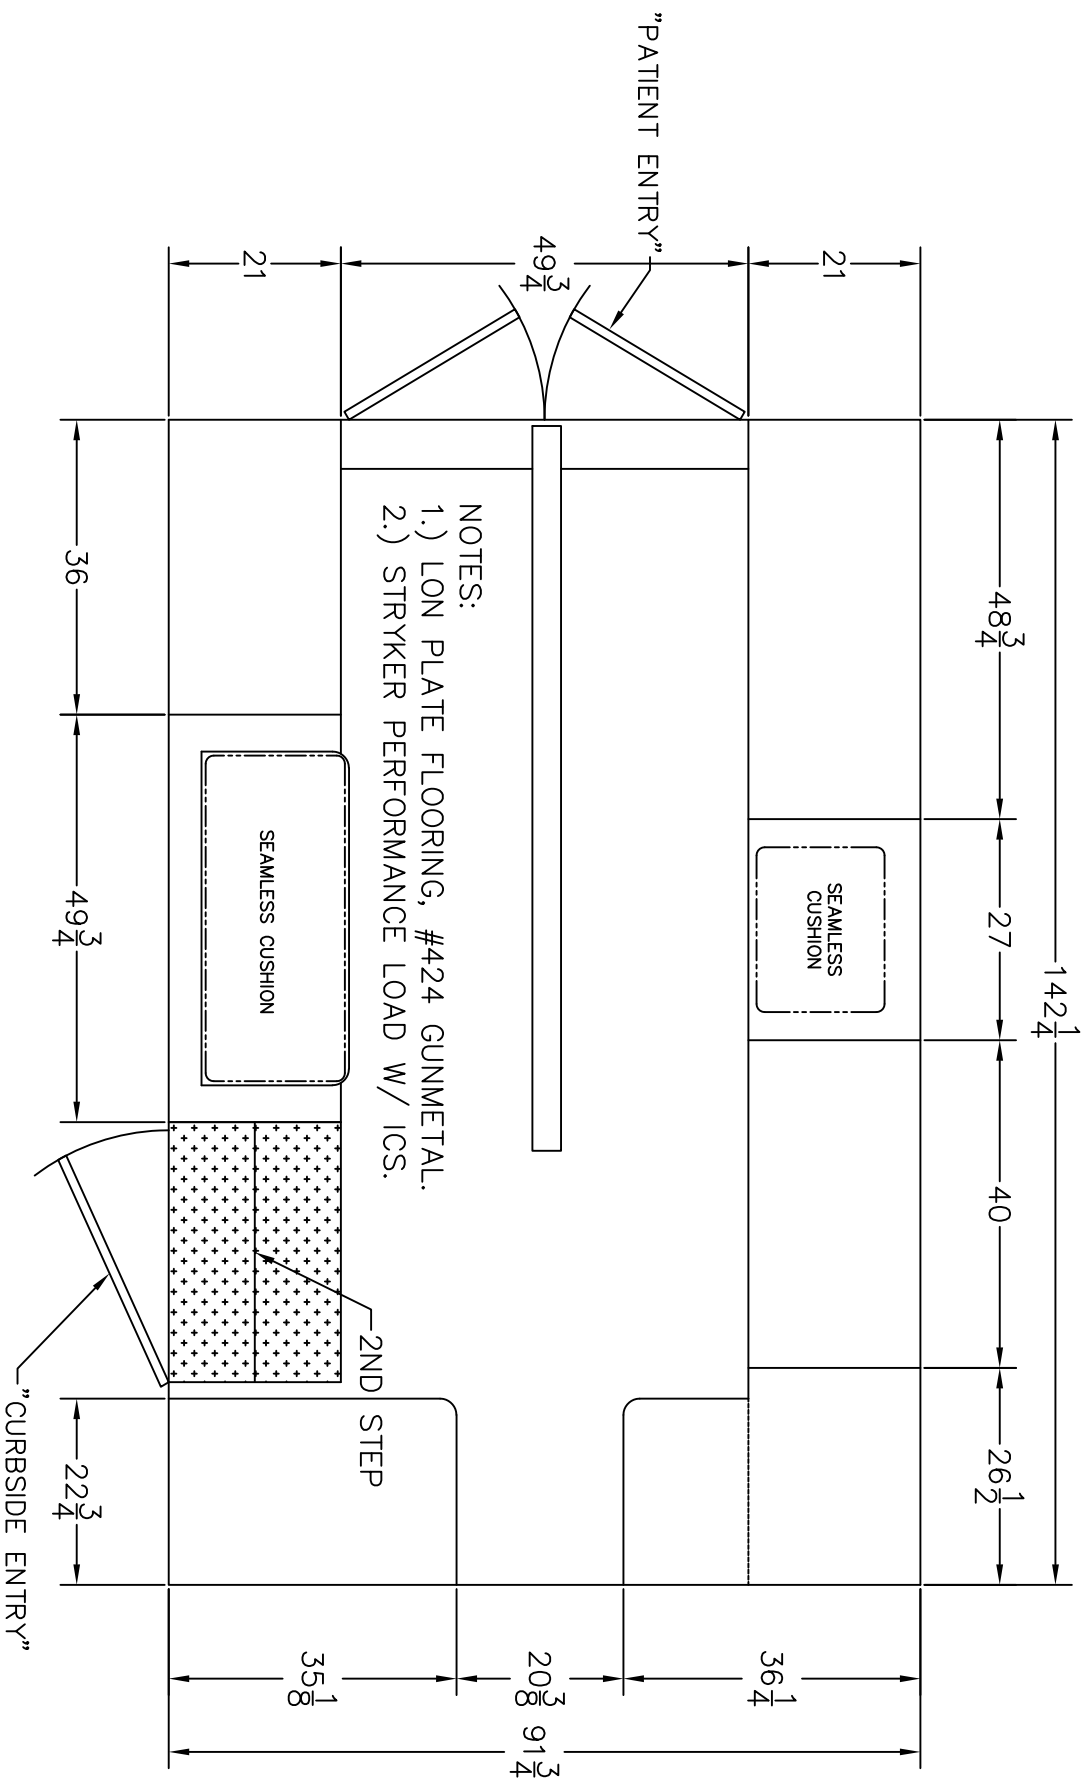 "PATIENT ENTRY"
21
49 3/4
21
142 1/4
48 3/4
27
40
26 1/2
SEAMLESS
CUSHION
NOTES:
1.) LON PLATE FLOORING, #424 GUNMETAL.
2.) STRYKER PERFORMANCE LOAD W/ ICS.
SEAMLESS CUSHION
2ND STEP
36
49 3/4
22 3/4
"CURBSIDE ENTRY"
36 1/4
20 3/8
35 1/8
91 3/4